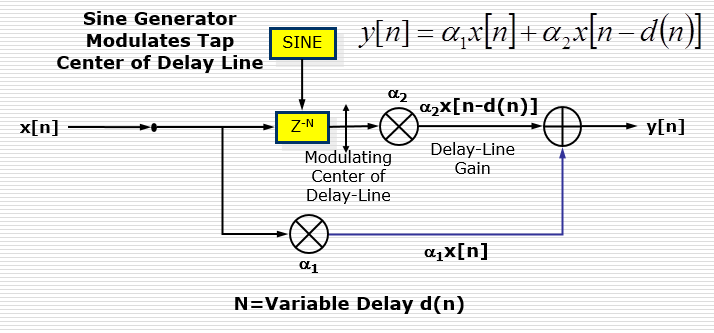 Sine Generator
Modulates Tap
Center of Delay Line
SINE
y[n] = α₁x[n] + α₂x[n − d(n)]
x[n]
Z⁻ᴺ
α₂
α₂x[n-d(n)]
y[n]
Modulating
Center of
Delay-Line
Delay-Line
Gain
α₁
α₁x[n]
N=Variable Delay d(n)